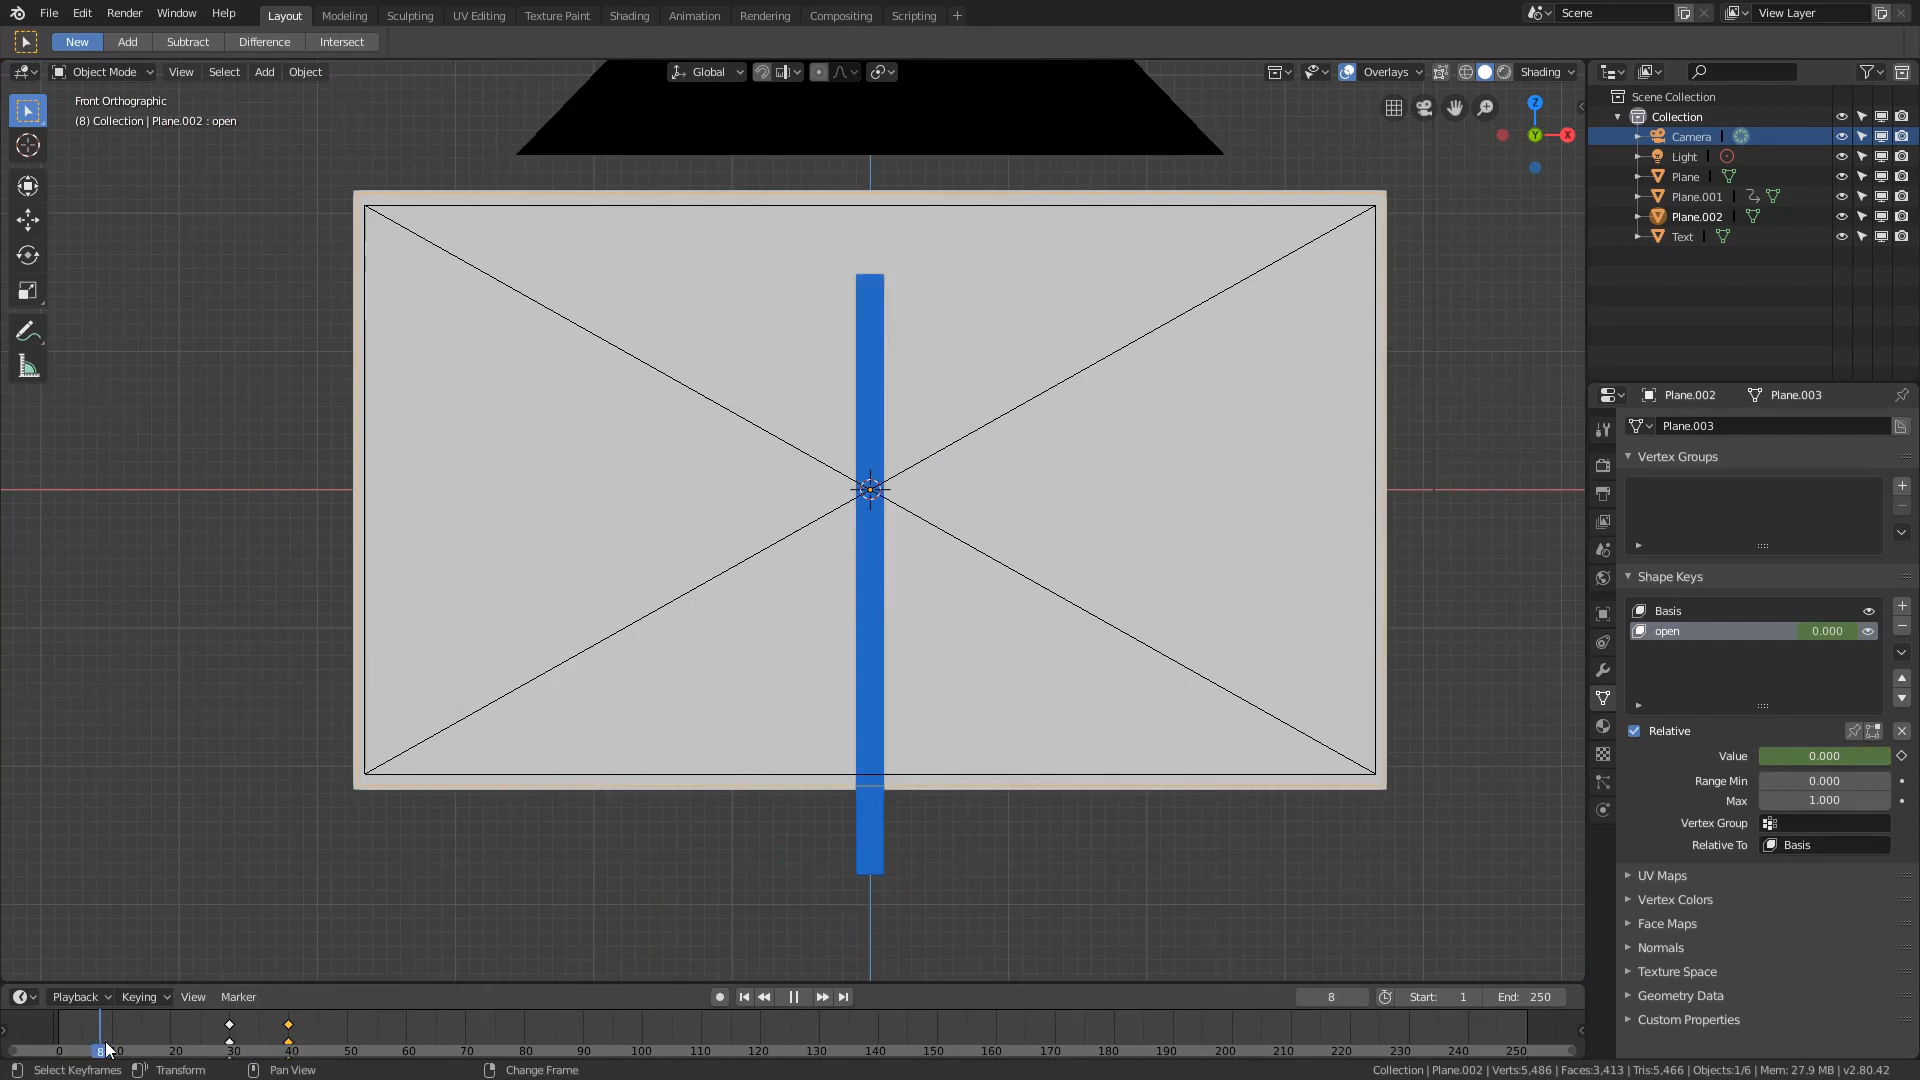 File Edit Render Window Help Layout Modeling Sculpting UV Editing Texture Paint Shading Animation Rendering Compositing Scripting + Scene View Layer
New Add Subtract Difference Intersect
Object Mode View Select Add Object Global Overlays Shading
Front Orthographic
(8) Collection | Plane.002 : open
Z
Y
X
Scene Collection
Collection
Camera
Light
Plane
Plane.001
Plane.002
Text
Plane.002 Plane.003
Plane.003
Vertex Groups
Shape Keys
Basis
open 0.000
Relative
Value 0.000
Range Min 0.000
Max 1.000
Vertex Group
Relative To Basis
UV Maps
Vertex Colors
Face Maps
Normals
Texture Space
Geometry Data
Custom Properties
Playback Keying View Marker 8 Start: 1 End: 250
0 8 20 30 40 50 60 70 80 90 100 110 120 130 140 150 160 170 180 190 200 210 220 230 240 250
Select Keyframes Transform Pan View Change Frame Collection | Plane.002 | Verts:5,486 | Faces:3,413 | Tris:5,466 | Objects:1/6 | Mem: 27.9 MB | v2.80.42